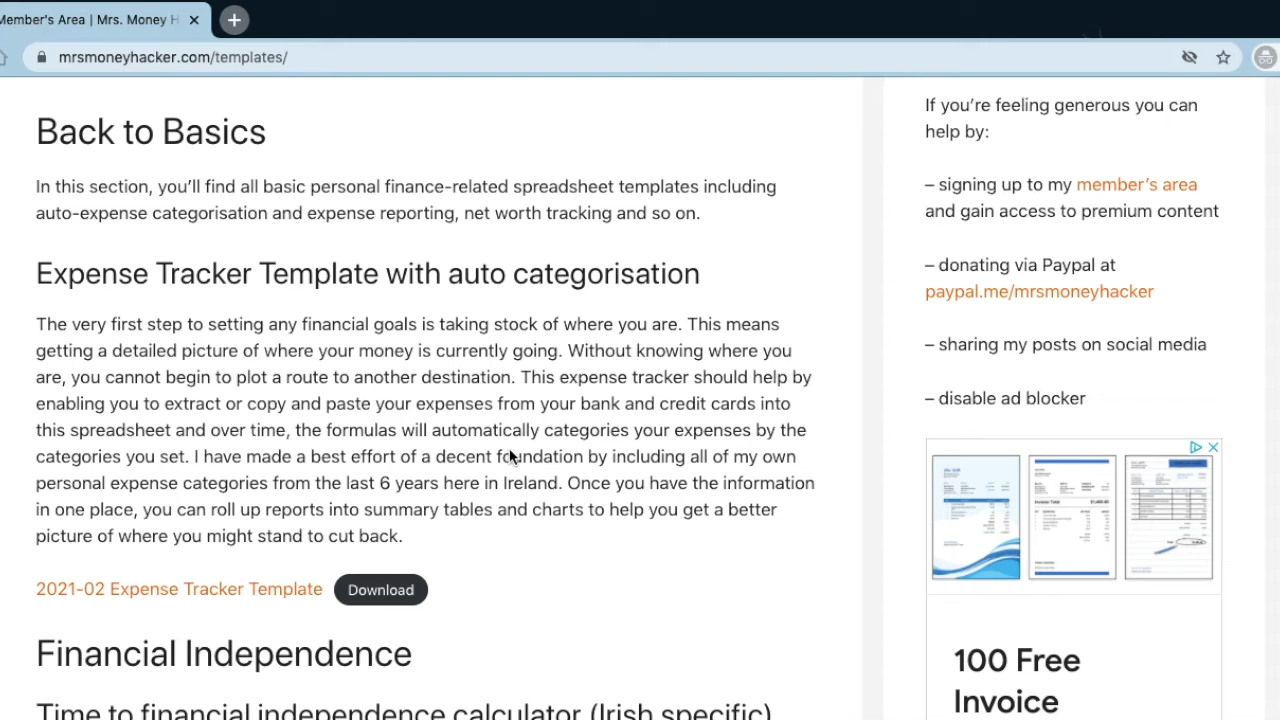 Member's Area | Mrs. Money H
mrsmoneyhacker.com/templates/
Back to Basics
In this section, you'll find all basic personal finance-related spreadsheet templates including
auto-expense categorisation and expense reporting, net worth tracking and so on.
Expense Tracker Template with auto categorisation
The very first step to setting any financial goals is taking stock of where you are. This means
getting a detailed picture of where your money is currently going. Without knowing where you
are, you cannot begin to plot a route to another destination. This expense tracker should help by
enabling you to extract or copy and paste your expenses from your bank and credit cards into
this spreadsheet and over time, the formulas will automatically categories your expenses by the
categories you set. I have made a best effort of a decent foundation by including all of my own
personal expense categories from the last 6 years here in Ireland. Once you have the information
in one place, you can roll up reports into summary tables and charts to help you get a better
picture of where you might stand to cut back.
2021-02 Expense Tracker Template Download
Financial Independence
Time to financial independence calculator (Irish specific)
If you're feeling generous you can
help by:
– signing up to my member's area
and gain access to premium content
– donating via Paypal at
paypal.me/mrsmoneyhacker
– sharing my posts on social media
– disable ad blocker
100 Free
Invoice